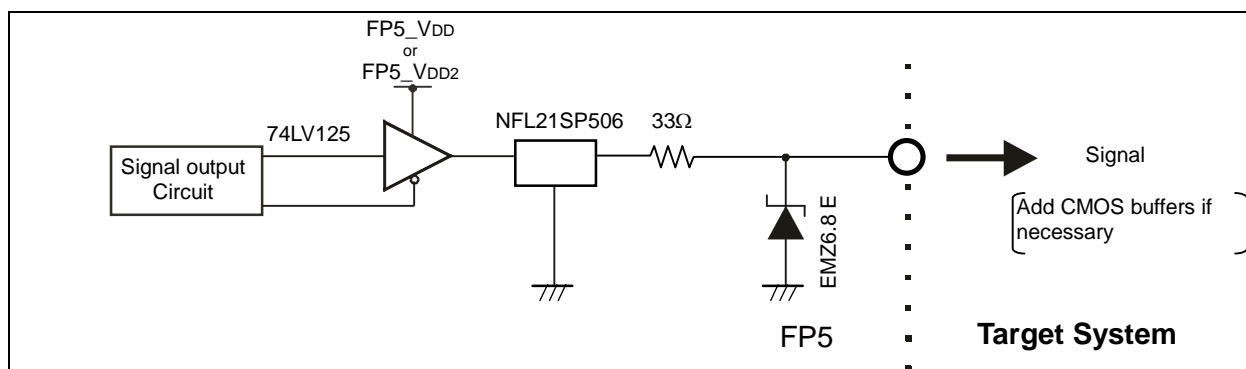 FP5_VDD
or
FP5_VDD2
74LV125
NFL21SP506
33Ω
Signal output
Circuit
Signal
Add CMOS buffers if
necessary
EMZ6.8 E
FP5
Target System